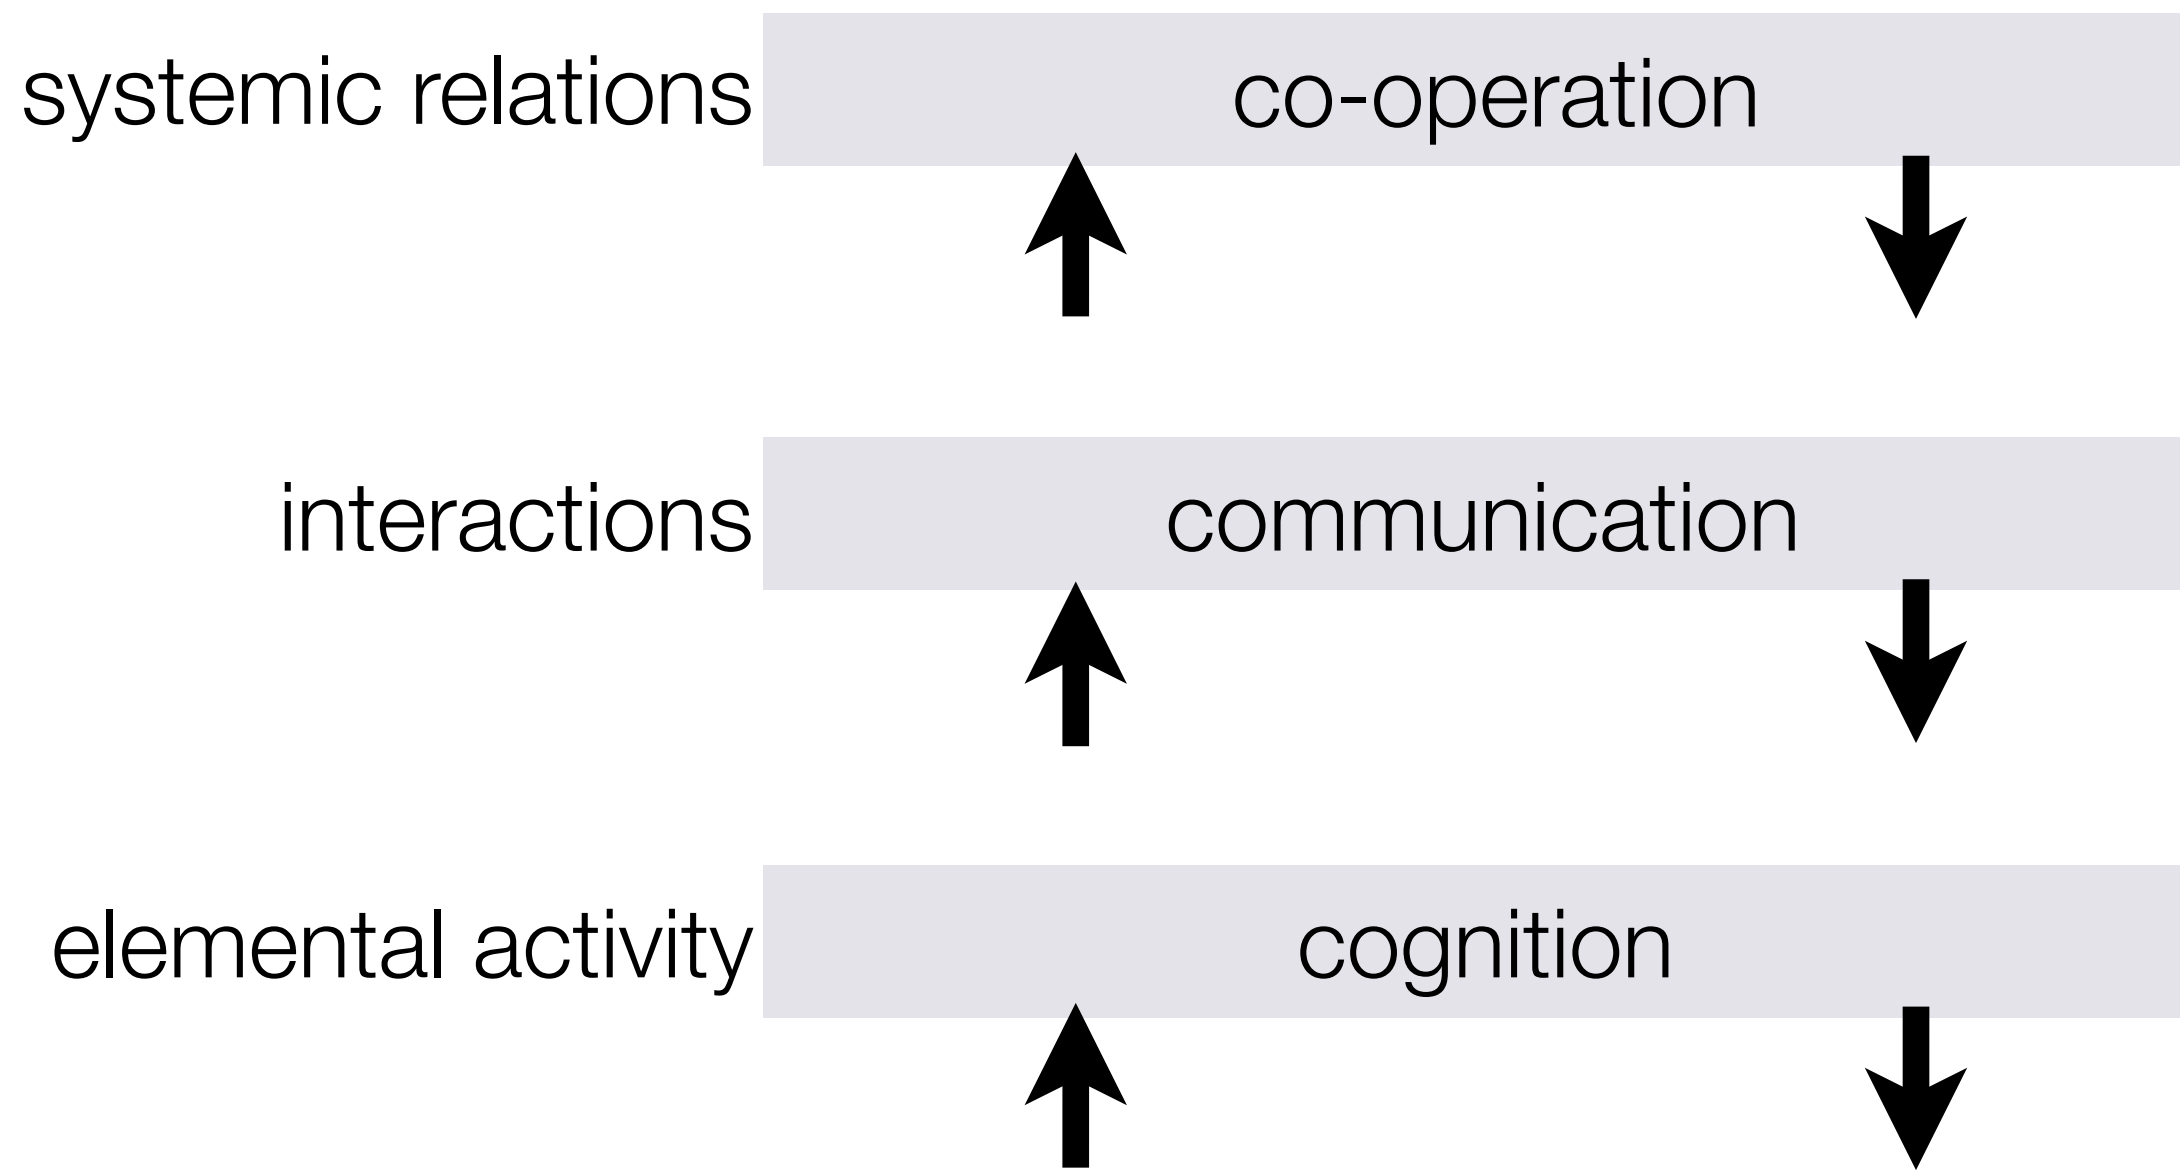 systemic relations co-operation
interactions communication
elemental activity cognition